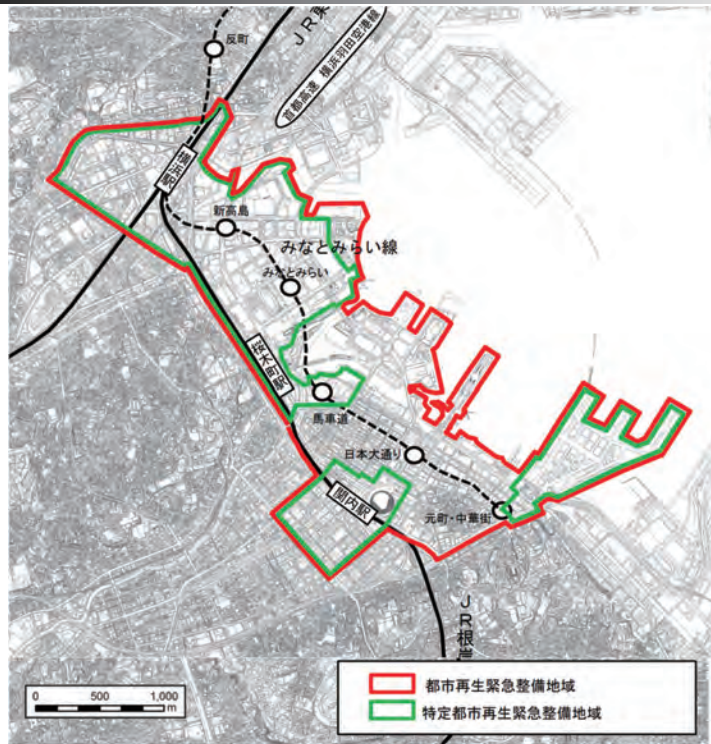 反町
JR東
首都高速 横浜羽田空港線
横浜駅
新高島
みなとみらい線
みなとみらい
桜木町駅
馬車道
日本大通り
関内駅
元町・中華街
JR根岸
0 500 1,000
m
都市再生緊急整備地域
特定都市再生緊急整備地域